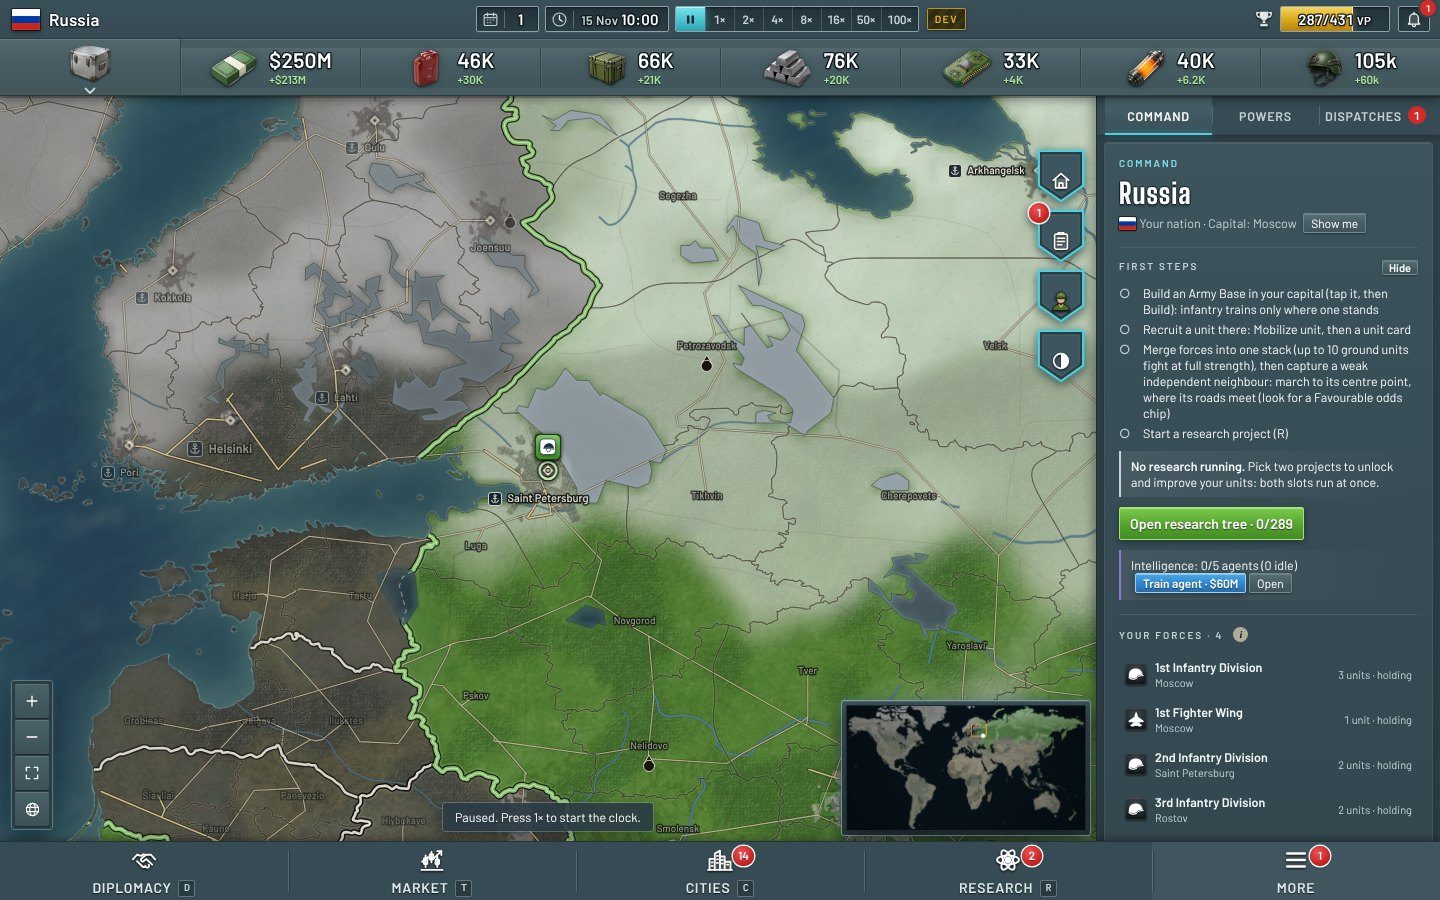 Russia
1
15 Nov 10:00
1×
2×
4×
8×
16×
50×
100×
DEV
287/431 VP
1
$250M
+$213M
46K
+30K
66K
+21K
76K
+20K
33K
+4K
40K
+6.2K
105k
+60k
COMMAND
POWERS
DISPATCHES
1
COMMAND
Russia
Your nation · Capital: Moscow
Show me
FIRST STEPS
Hide
Build an Army Base in your capital (tap it, then
Build): infantry trains only where one stands
Recruit a unit there: Mobilize unit, then a unit card
Merge forces into one stack (up to 10 ground units
fight at full strength), then capture a weak
independent neighbour: march to its centre point,
where its roads meet (look for a Favourable odds
chip)
Start a research project (R)
No research running. Pick two projects to unlock
and improve your units: both slots run at once.
Open research tree · 0/289
Intelligence: 0/5 agents (0 idle)
Train agent · $60M
Open
YOUR FORCES · 4
i
1st Infantry Division
Moscow
3 units · holding
1st Fighter Wing
Moscow
1 unit · holding
2nd Infantry Division
Saint Petersburg
2 units · holding
3rd Infantry Division
Rostov
2 units · holding
Oulu
Arkhangelsk
Segezha
1
Joensuu
Kokkola
Petrozavodsk
Velsk
Lahti
Helsinki
Pori
Saint Petersburg
Tikhvin
Cherepovets
Luga
Harju
Tartu
Novgorod
Yaroslavl'
Tver
Pskov
Grobinas
Jelgava
Ilukstes
Nelidovo
Šiauliai
Panevezio
Kauno
Hlybokaye
Smolensk
+
−
Paused. Press 1× to start the clock.
DIPLOMACY D
MARKET T
CITIES C
14
RESEARCH R
2
MORE
1